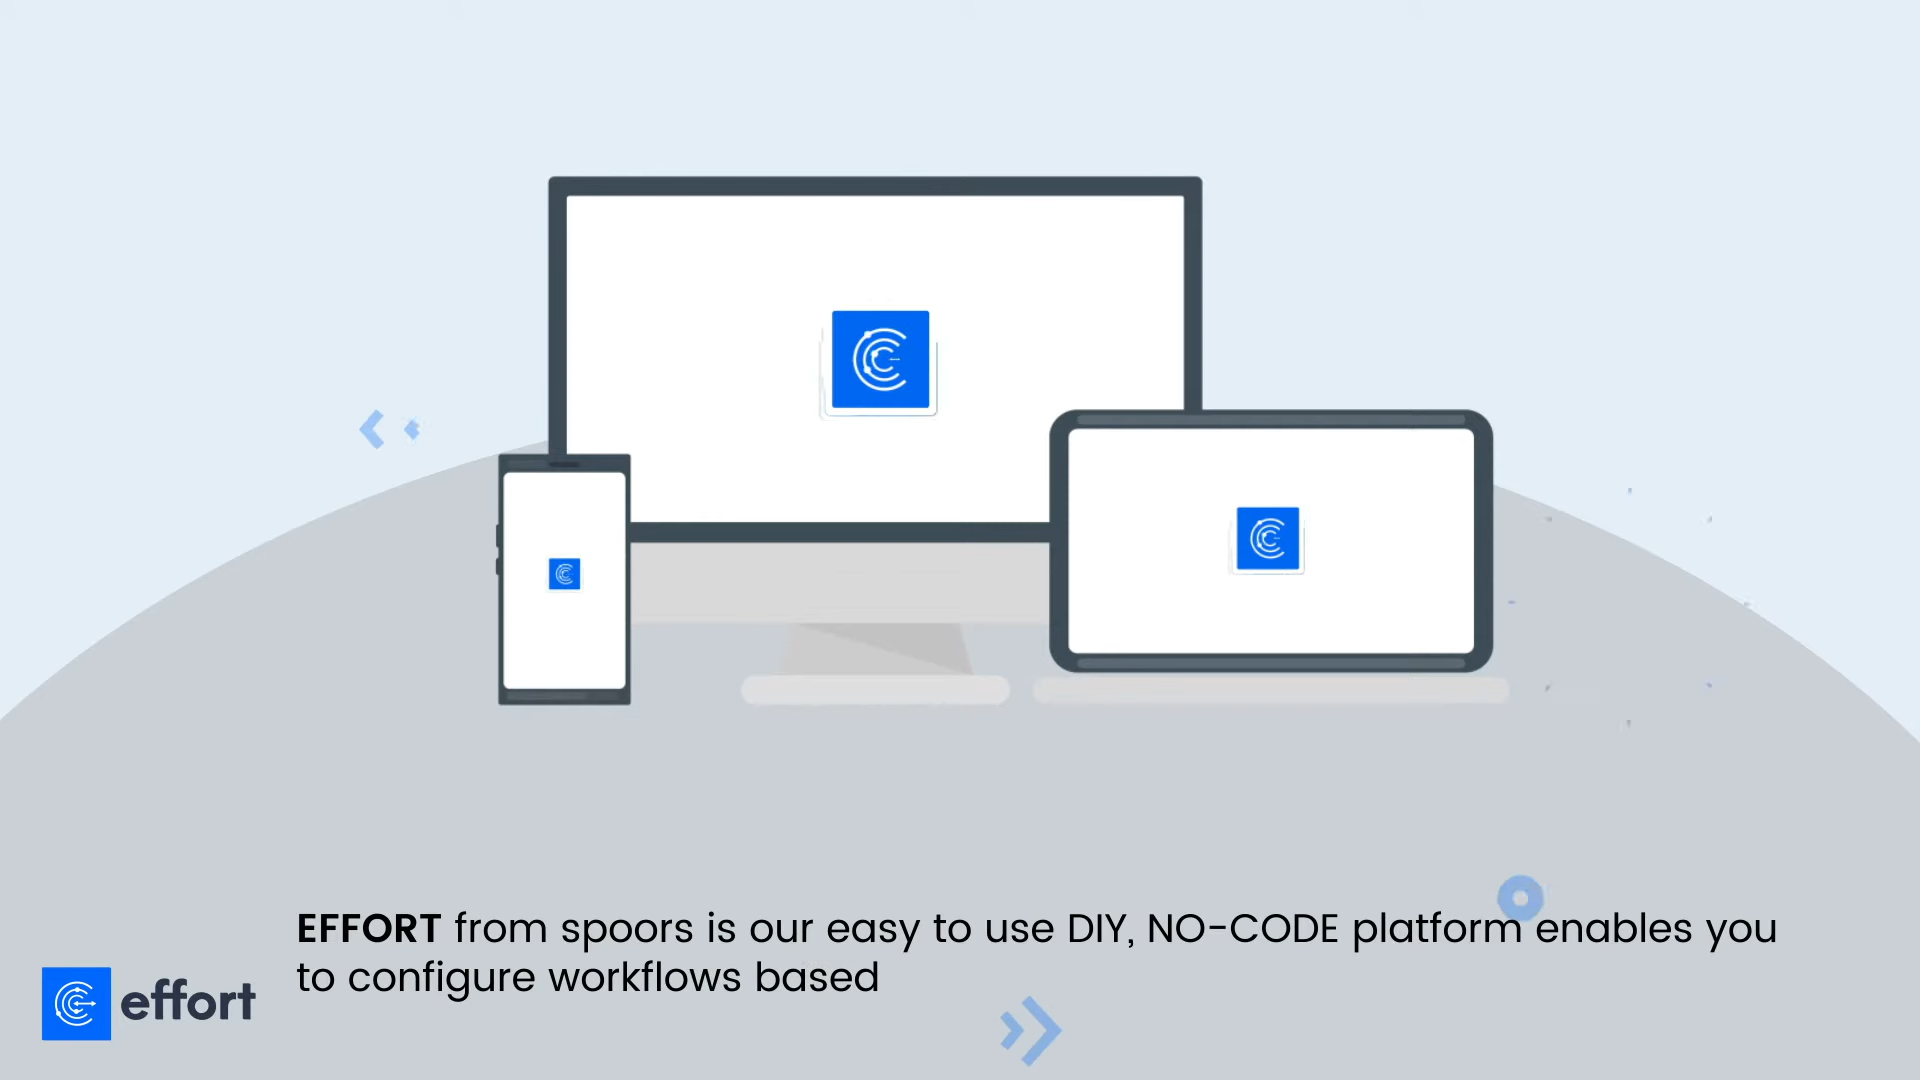 EFFORT from spoors is our easy to use DIY, NO-CODE platform enables you
to configure workflows based
effort